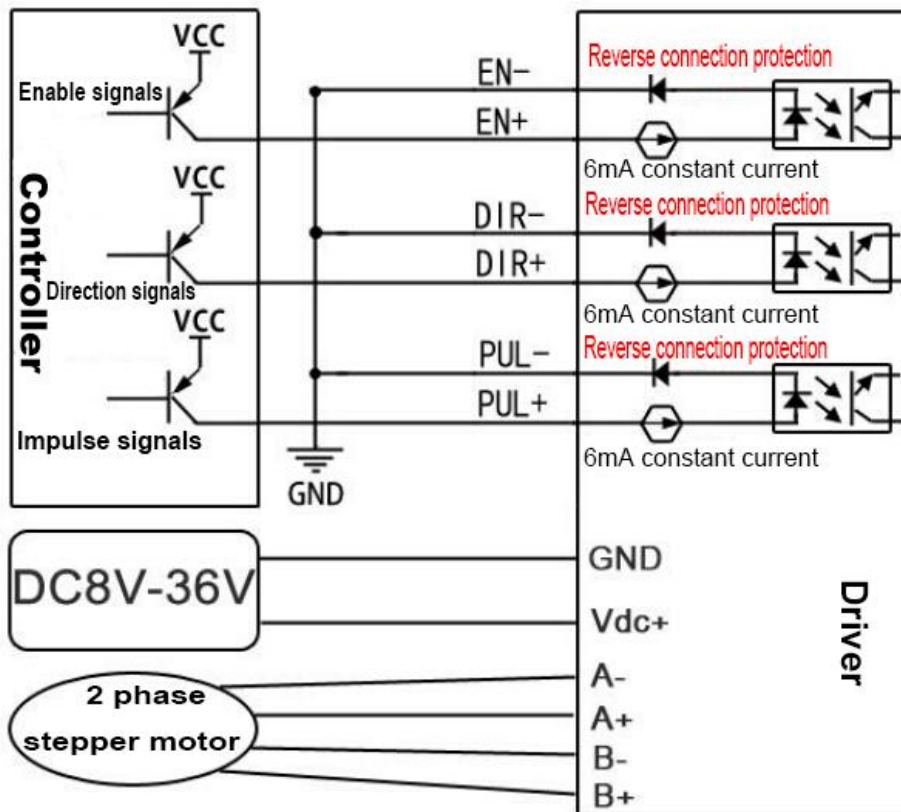 VCC
Enable signals
EN-
Reverse connection protection
EN+
6mA constant current
VCC
Direction signals
DIR-
Reverse connection protection
DIR+
6mA constant current
VCC
Impulse signals
PUL-
Reverse connection protection
PUL+
6mA constant current
Controller
GND
DC8V-36V
GND
Vdc+
Driver
2 phase
stepper motor
A-
A+
B-
B+